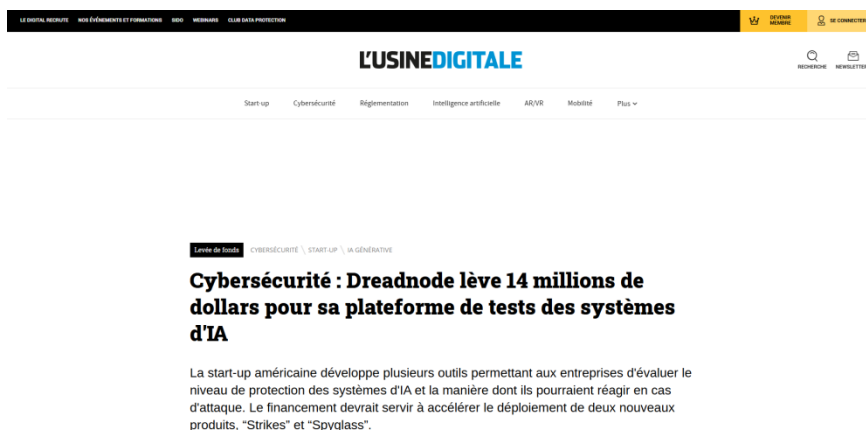 LE DIGITAL RECRUTE NOS ÉVÉNEMENTS ET FORMATIONS SIDO WEBINARS CLUB DATA PROTECTION
DEVENIR
MEMBRE
SE CONNECTER
L'USINEDIGITALE
RECHERCHE NEWSLETTER
Start-up Cybersécurité Réglementation Intelligence artificielle AR/VR Mobilité Plus
Levée de fonds CYBERSÉCURITÉ \ START-UP \ IA GÉNÉRATIVE
Cybersécurité : Dreadnode lève 14 millions de
dollars pour sa plateforme de tests des systèmes
d'IA
La start-up américaine développe plusieurs outils permettant aux entreprises d'évaluer le
niveau de protection des systèmes d'IA et la manière dont ils pourraient réagir en cas
d'attaque. Le financement devrait servir à accélérer le déploiement de deux nouveaux
produits, “Strikes” et “Spyglass”.